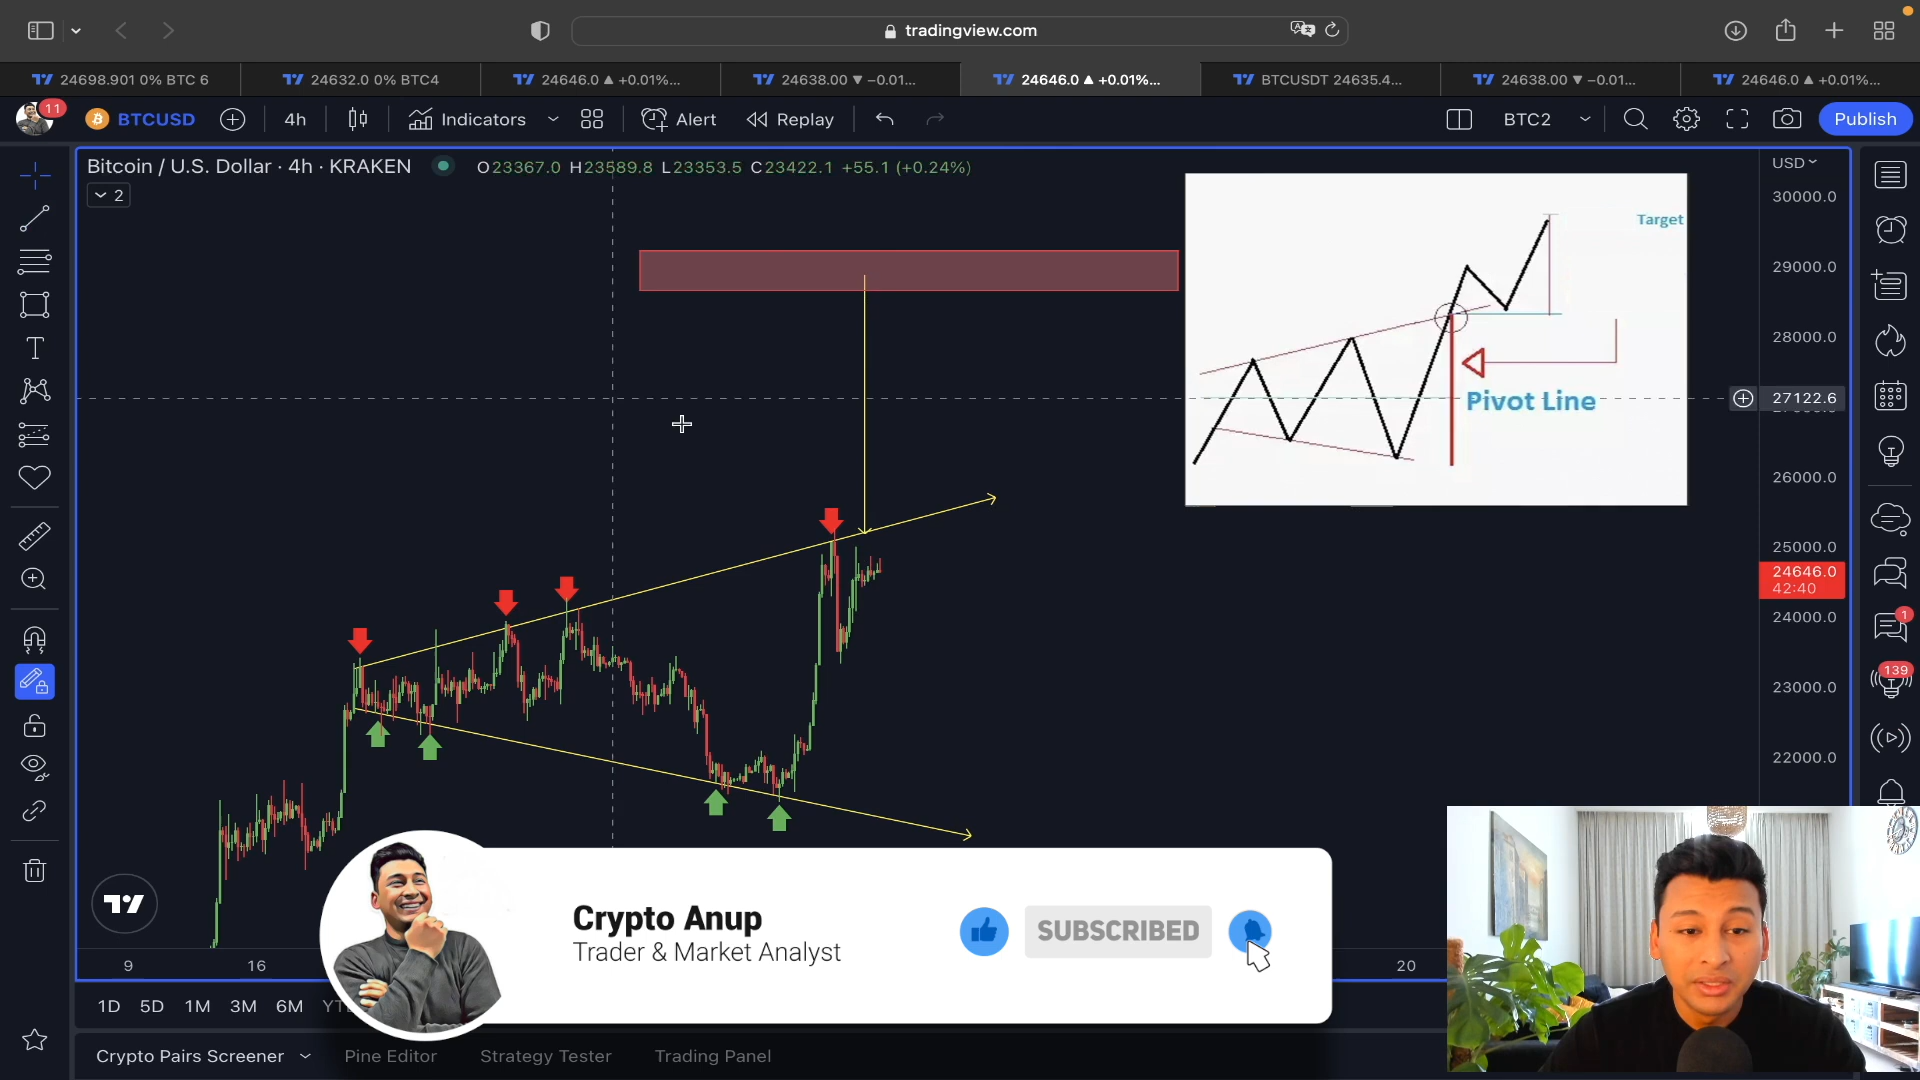 tradingview.com
24698.901 0% BTC 6
24632.0 0% BTC4
24646.0 ▲ +0.01%...
24638.00 ▼ −0.01...
24646.0 ▲ +0.01%...
BTCUSDT 24635.4...
24638.00 ▼ −0.01...
24646.0 ▲ +0.01%...
11
BTCUSD
4h
Indicators
Alert
Replay
BTC2
Publish
Bitcoin / U.S. Dollar · 4h · KRAKEN
O23367.0 H23589.8 L23353.5 C23422.1 +55.1 (+0.24%)
2
USD
30000.0
29000.0
28000.0
27122.6
26000.0
25000.0
24646.0
42:40
24000.0
23000.0
22000.0
Target
Pivot Line
1
139
9
16
20
1D 5D 1M 3M 6M
Crypto Anup
Trader & Market Analyst
SUBSCRIBED
Crypto Pairs Screener
Pine Editor
Strategy Tester
Trading Panel